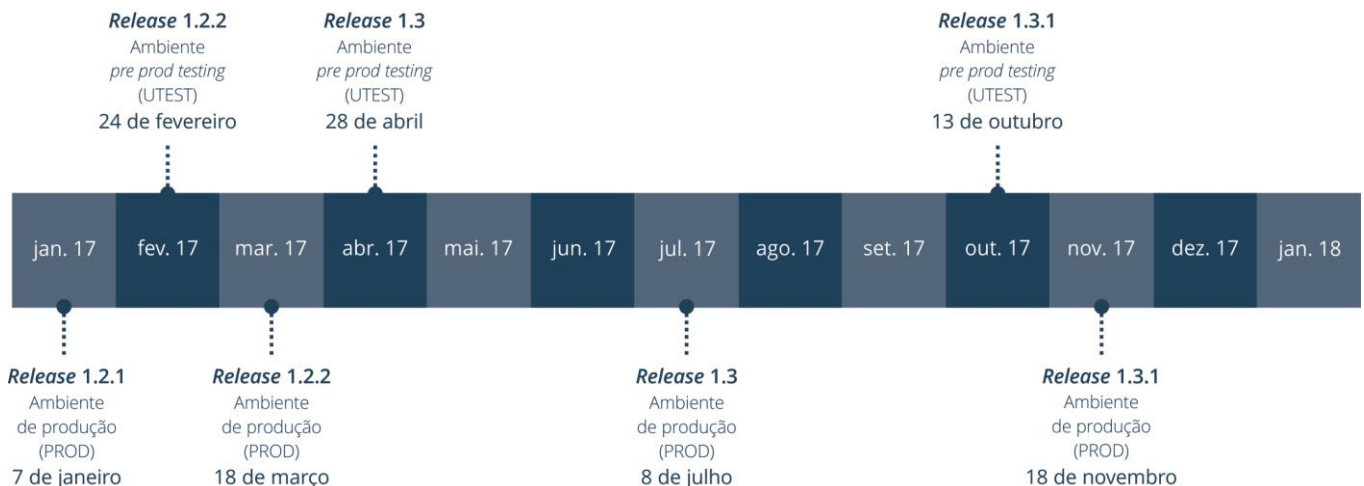 Release 1.2.2
Ambiente
pre prod testing
(UTEST)
24 de fevereiro
Release 1.3
Ambiente
pre prod testing
(UTEST)
28 de abril
Release 1.3.1
Ambiente
pre prod testing
(UTEST)
13 de outubro
jan. 17 fev. 17 mar. 17 abr. 17 mai. 17 jun. 17 jul. 17 ago. 17 set. 17 out. 17 nov. 17 dez. 17 jan. 18
Release 1.2.1
Ambiente
de produção
(PROD)
7 de janeiro
Release 1.2.2
Ambiente
de produção
(PROD)
18 de março
Release 1.3
Ambiente
de produção
(PROD)
8 de julho
Release 1.3.1
Ambiente
de produção
(PROD)
18 de novembro